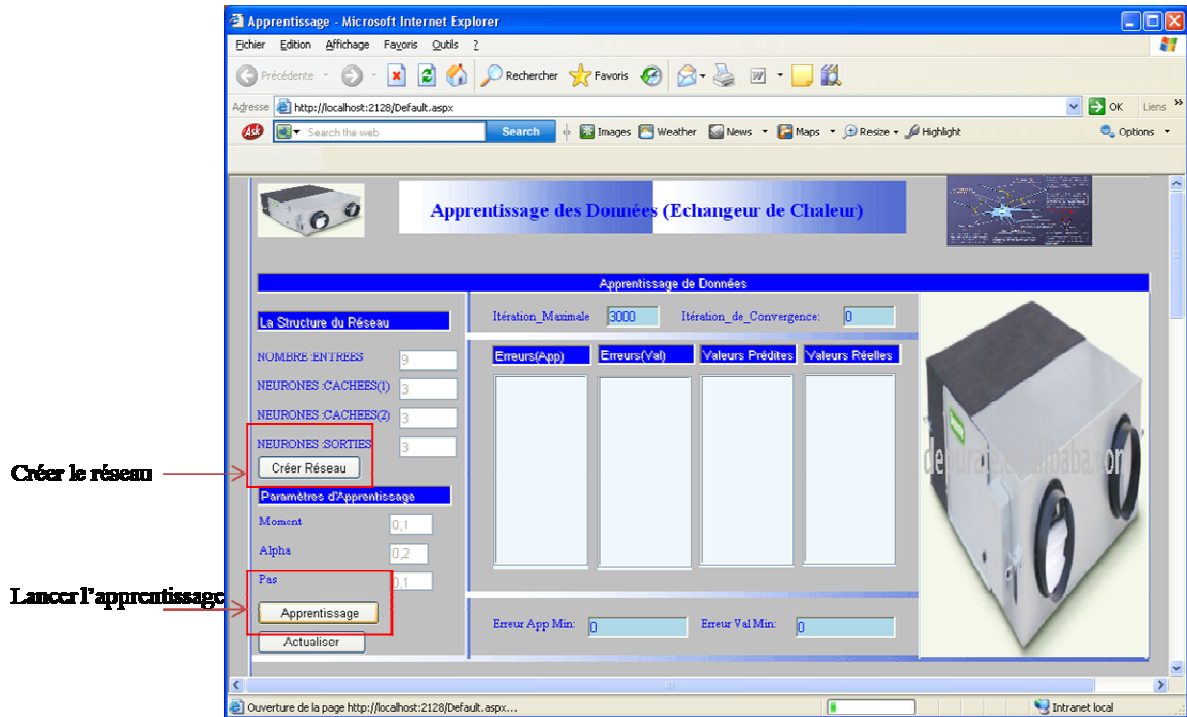 Apprentissage - Microsoft Internet Explorer
Fichier Edition Affichage Favoris Outils ?
Précédente Rechercher Favoris
Adresse http://localhost:2128/Default.aspx OK Liens »
Ask Search the web Search Images Weather News Maps Resize Highlight Options
Apprentissage des Données (Echangeur de Chaleur)
Apprentissage de Données
La Structure du Réseau
Itération_Maximale 3000 Itération_de_Convergence: 0
NOMBRE :ENTREES 9
NEURONES :CACHEES(1) 3
NEURONES :CACHEES(2) 3
NEURONES :SORTIES 3
Erreurs(App) Erreurs(Val) Valeurs Prédites Valeurs Réelles
Créer le réseau
Créer Réseau
Paramètres d'Apprentissage
Moment 0,1
Alpha 0,2
Pas 0,1
Lancer l'apprentissage
Apprentissage
Actualiser
Erreur App Min: 0 Erreur Val Min: 0
Ouverture de la page http://localhost:2128/Default.aspx... Intranet local